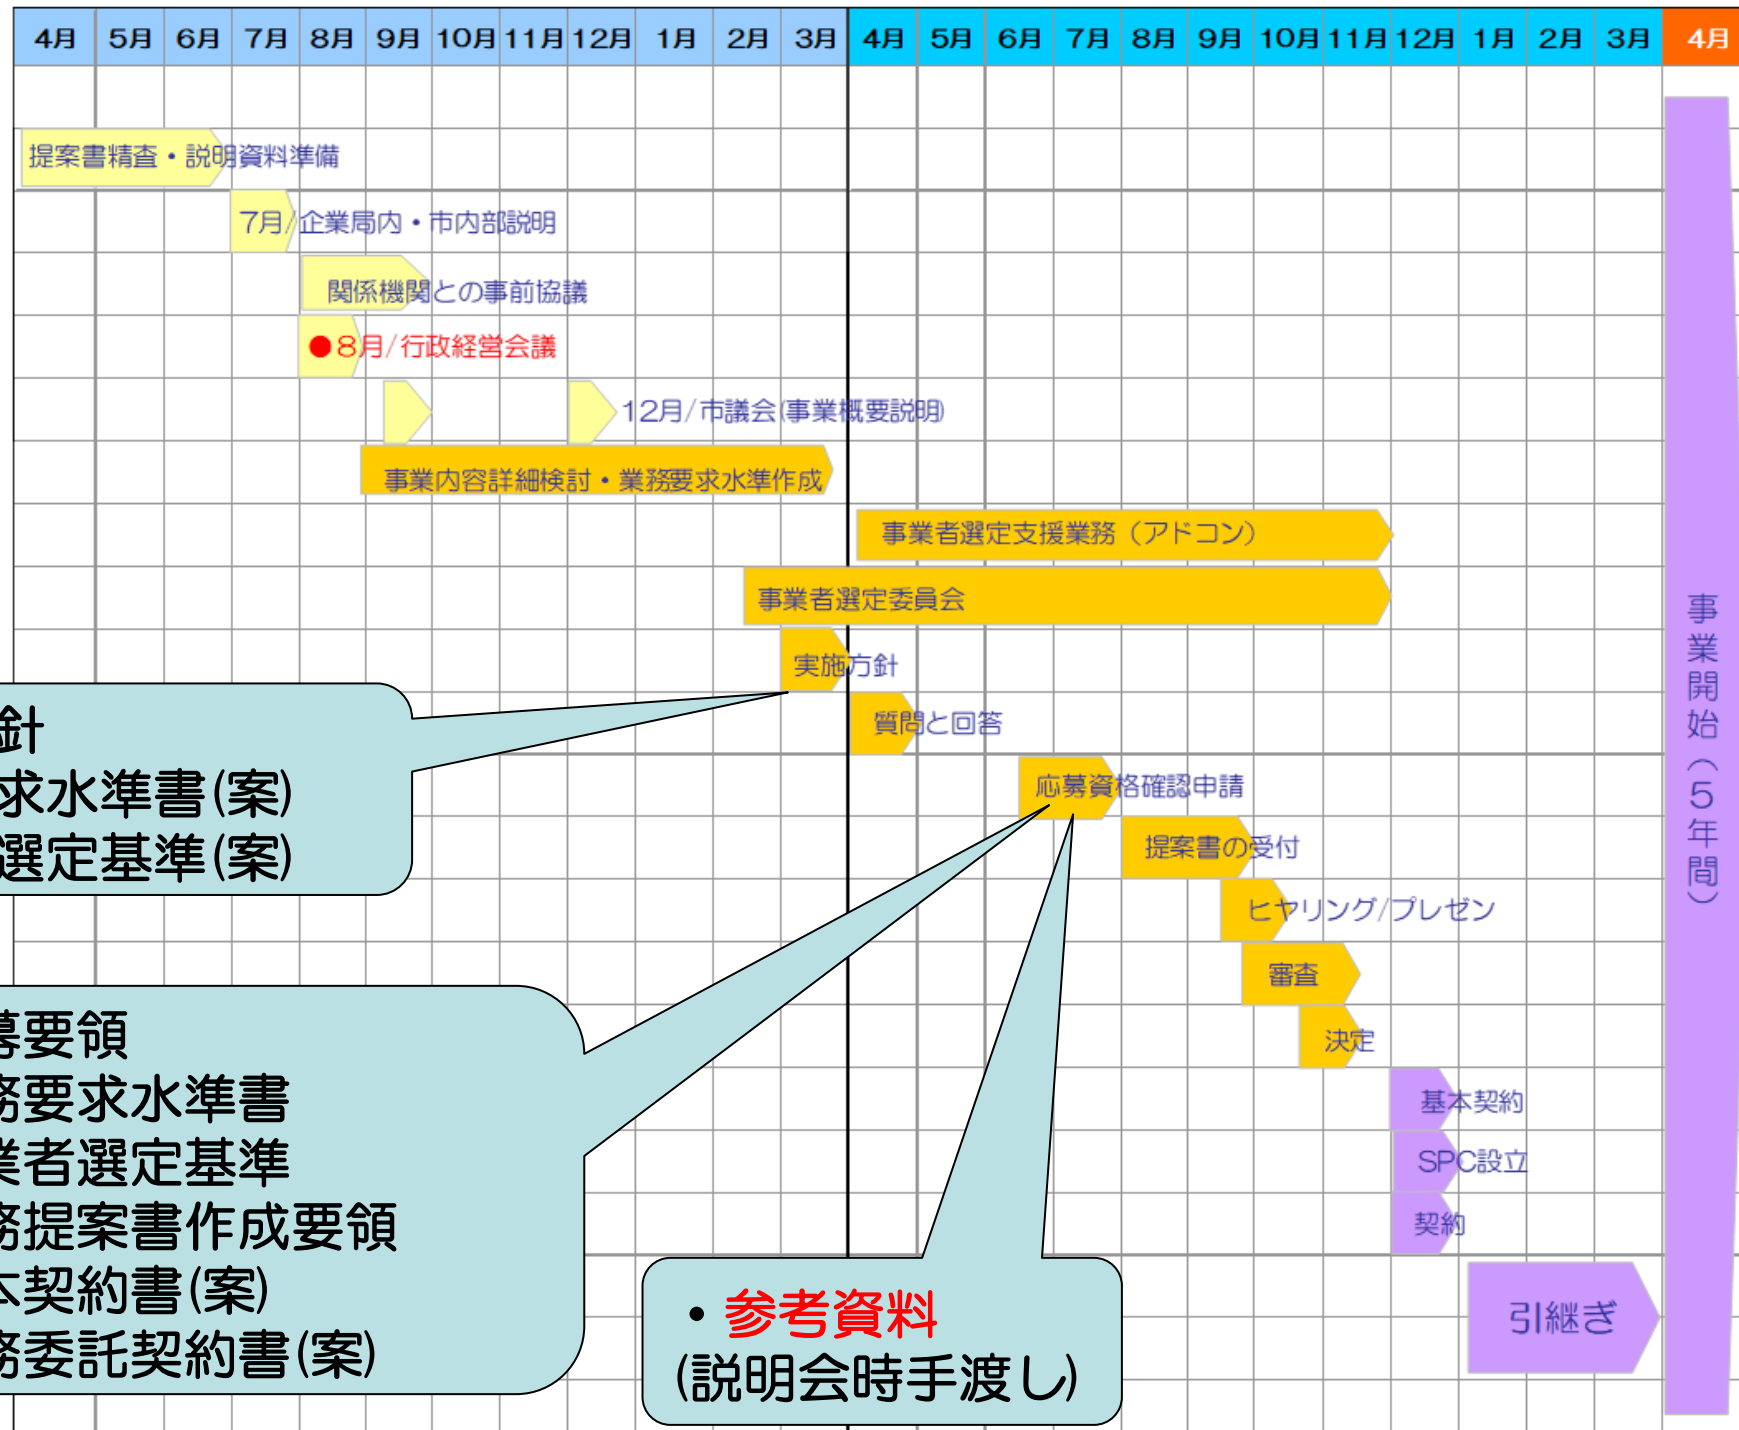 4月 5月 6月 7月 8月 9月 10月 11月 12月 1月 2月 3月 4月 5月 6月 7月 8月 9月 10月 11月 12月 1月 2月 3月 4月
提案書精査・説明資料準備
7月/企業局内・市内部説明
関係機関との事前協議
●8月/行政経営会議
12月/市議会(事業概要説明)
事業内容詳細検討・業務要求水準作成
事業者選定支援業務（アドコン）
事業者選定委員会
実施方針
質問と回答
応募資格確認申請
提案書の受付
ヒヤリング/プレゼン
審査
決定
基本契約
SPC設立
契約
引継ぎ
事業開始（5年間）
針
求水準書(案)
選定基準(案)
募要領
務要求水準書
業者選定基準
務提案書作成要領
本契約書(案)
務委託契約書(案)
・参考資料
(説明会時手渡し)